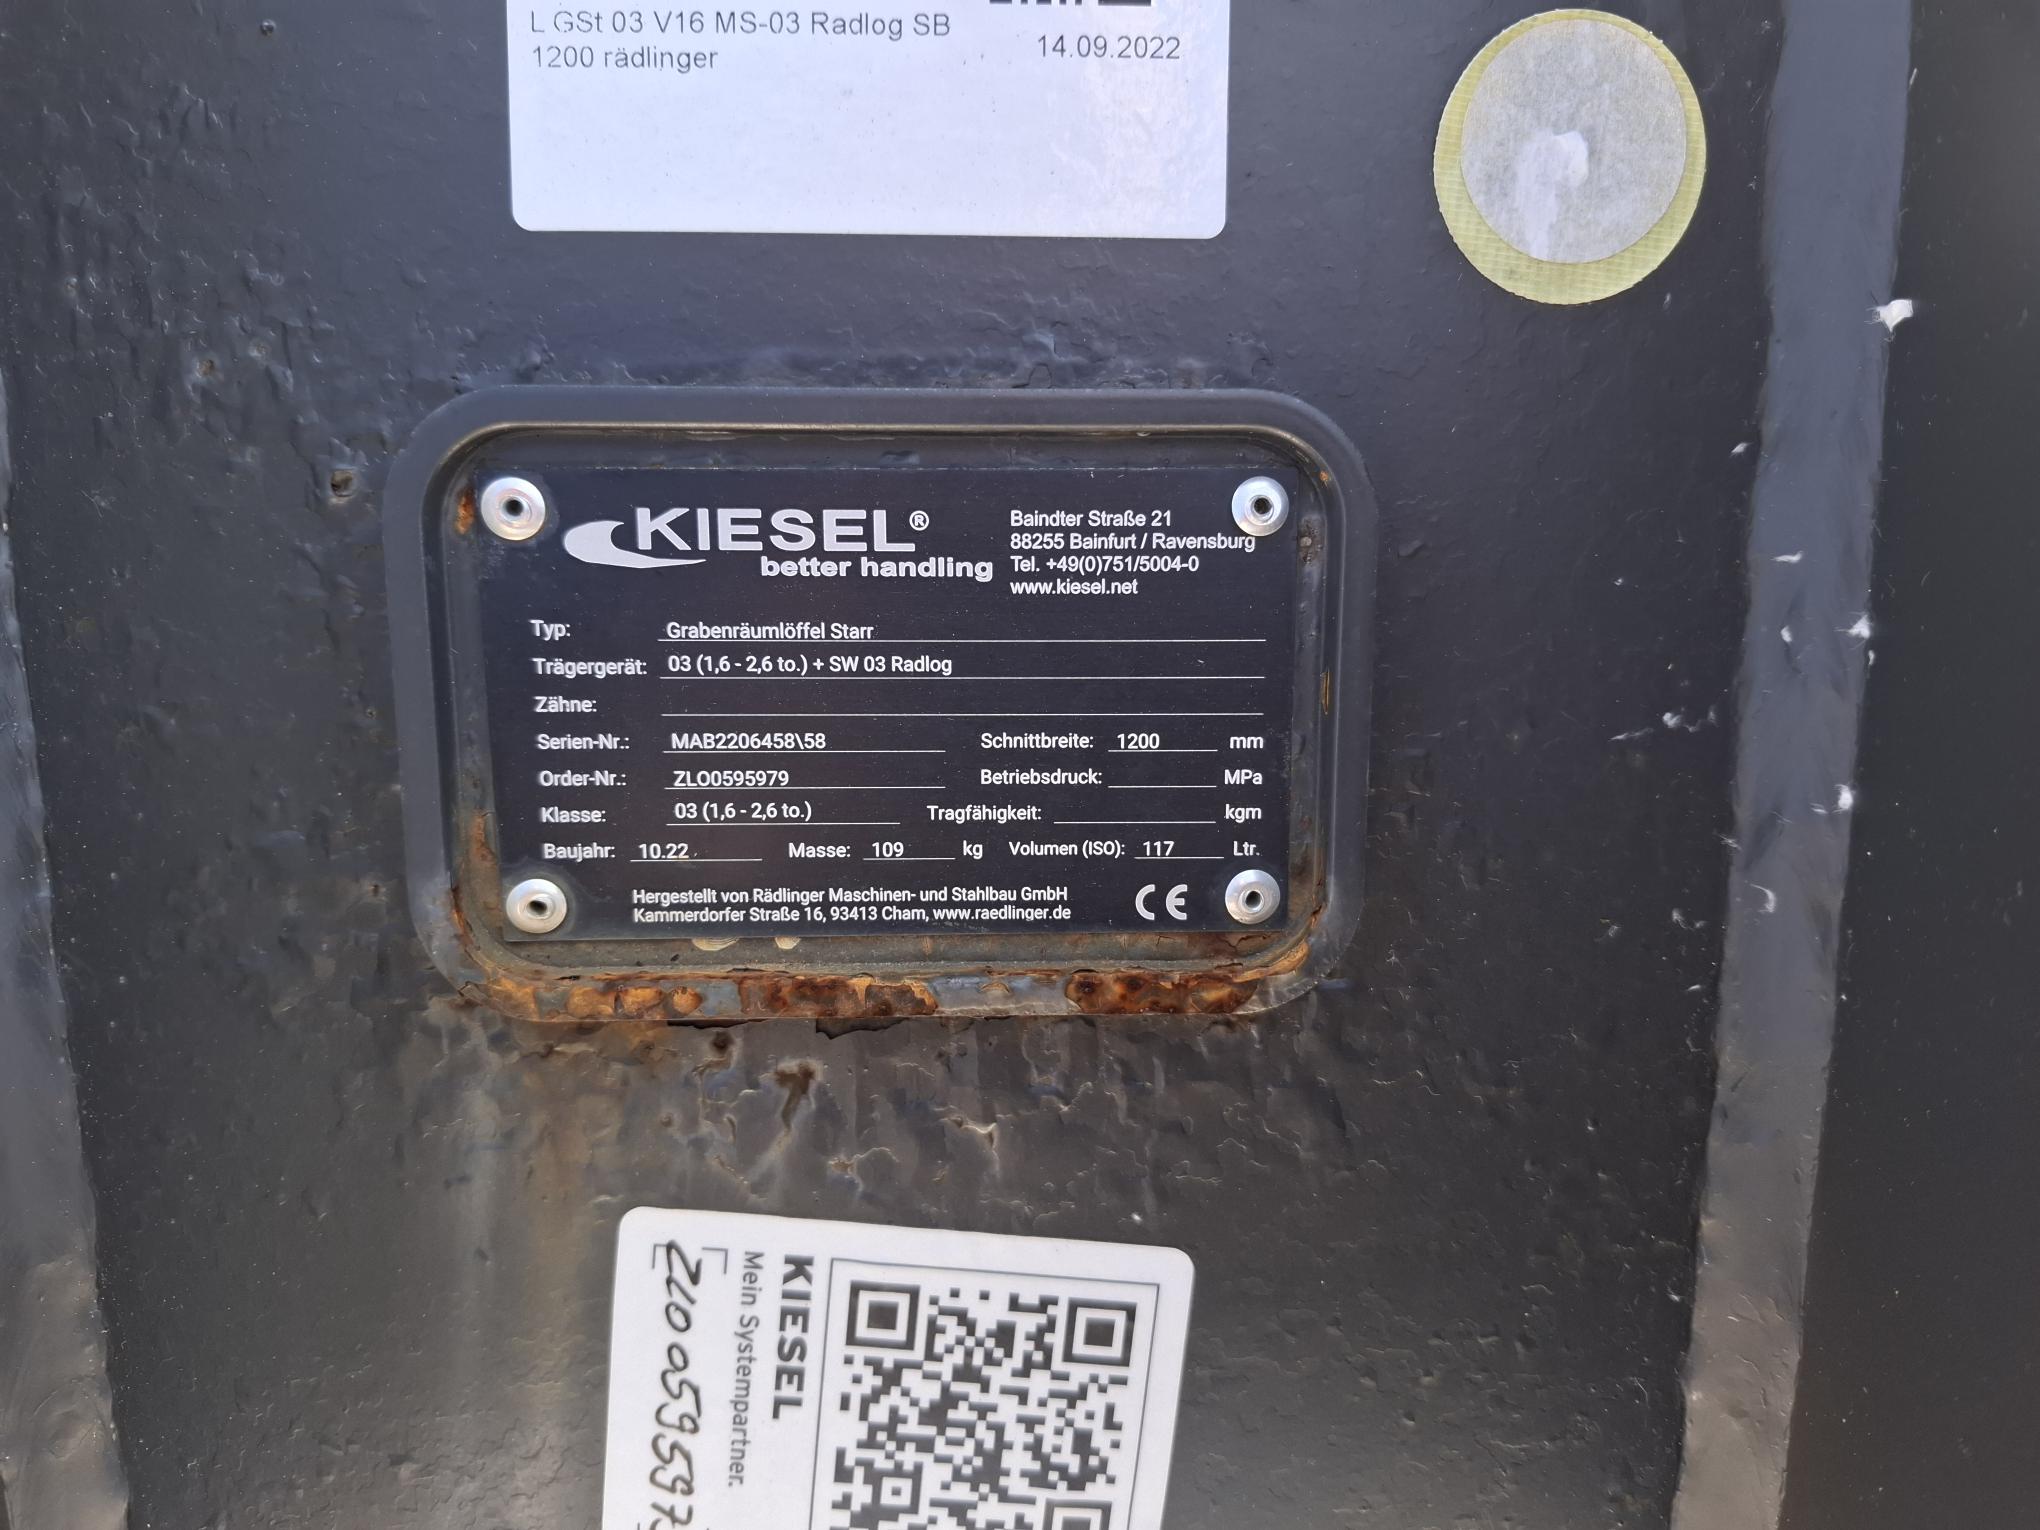 L GSt 03 V16 MS-03 Radlog SB
1200 rädlinger
14.09.2022
KIESEL®
better handling
Baindter Straße 21
88255 Bainfurt / Ravensburg
Tel. +49(0)751/5004-0
www.kiesel.net
Typ: Grabenräumlöffel Starr
Trägergerät: 03 (1,6 - 2,6 to.) + SW 03 Radlog
Zähne:
Serien-Nr.: MAB2206458\58 Schnittbreite: 1200 mm
Order-Nr.: ZLO0595979 Betriebsdruck: MPa
Klasse: 03 (1,6 - 2,6 to.) Tragfähigkeit: kgm
Baujahr: 10.22 Masse: 109 kg Volumen (ISO): 117 Ltr.
Hergestellt von Rädlinger Maschinen- und Stahlbau GmbH
Kammerdorfer Straße 16, 93413 Cham, www.raedlinger.de
CE
KIESEL
Mein Systempartner.